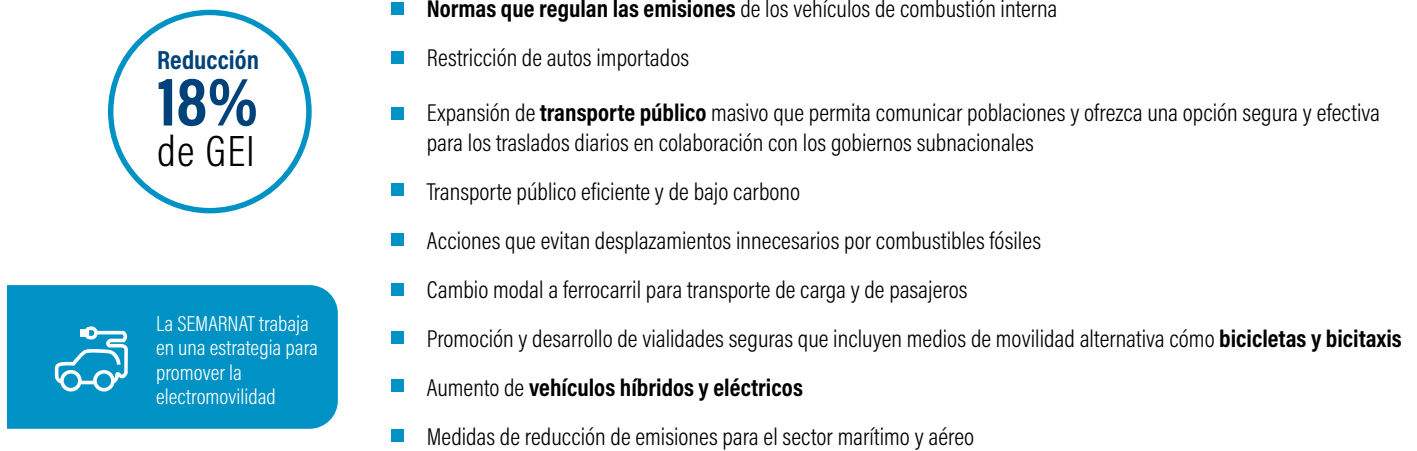 Reducción
18%
de GEI
La SEMARNAT trabaja
en una estrategia para
promover la
electromovilidad
Normas que regulan las emisiones de los vehículos de combustión interna
Restricción de autos importados
Expansión de transporte público masivo que permita comunicar poblaciones y ofrezca una opción segura y efectiva
para los traslados diarios en colaboración con los gobiernos subnacionales
Transporte público eficiente y de bajo carbono
Acciones que evitan desplazamientos innecesarios por combustibles fósiles
Cambio modal a ferrocarril para transporte de carga y de pasajeros
Promoción y desarrollo de vialidades seguras que incluyen medios de movilidad alternativa cómo bicicletas y bicitaxis
Aumento de vehículos híbridos y eléctricos
Medidas de reducción de emisiones para el sector marítimo y aéreo